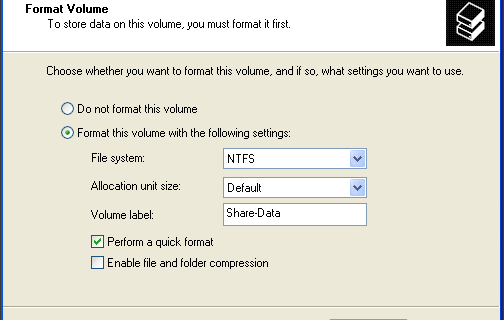 Format Volume
To store data on this volume, you must format it first.
Choose whether you want to format this volume, and if so, what settings you want to use.
Do not format this volume
Format this volume with the following settings:
File system: NTFS
Allocation unit size: Default
Volume label: Share-Data
Perform a quick format
Enable file and folder compression